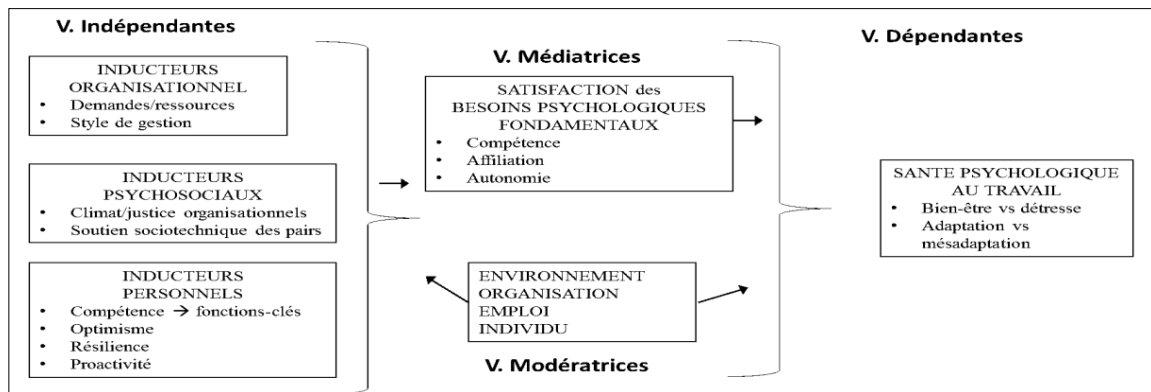 V. Indépendantes
INDUCTEURS
ORGANISATIONNEL
• Demandes/ressources
• Style de gestion
INDUCTEURS
PSYCHOSOCIAUX
• Climat/justice organisationnels
• Soutien sociotechnique des pairs
INDUCTEURS
PERSONNELS
• Compétence → fonctions-clés
• Optimisme
• Résilience
• Proactivité
V. Médiatrices
SATISFACTION des
BESOINS PSYCHOLOGIQUES
FONDAMENTAUX
• Compétence
• Affiliation
• Autonomie
ENVIRONNEMENT
ORGANISATION
EMPLOI
INDIVIDU
V. Modératrices
V. Dépendantes
SANTE PSYCHOLOGIQUE
AU TRAVAIL
• Bien-être vs détresse
• Adaptation vs
mésadaptation